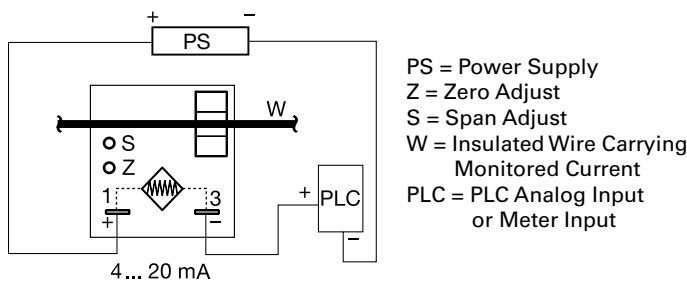 + −
PS
W
S
Z
1 3
+ −
+ PLC
−
4... 20 mA
PS = Power Supply
Z = Zero Adjust
S = Span Adjust
W = Insulated Wire Carrying
Monitored Current
PLC = PLC Analog Input
or Meter Input